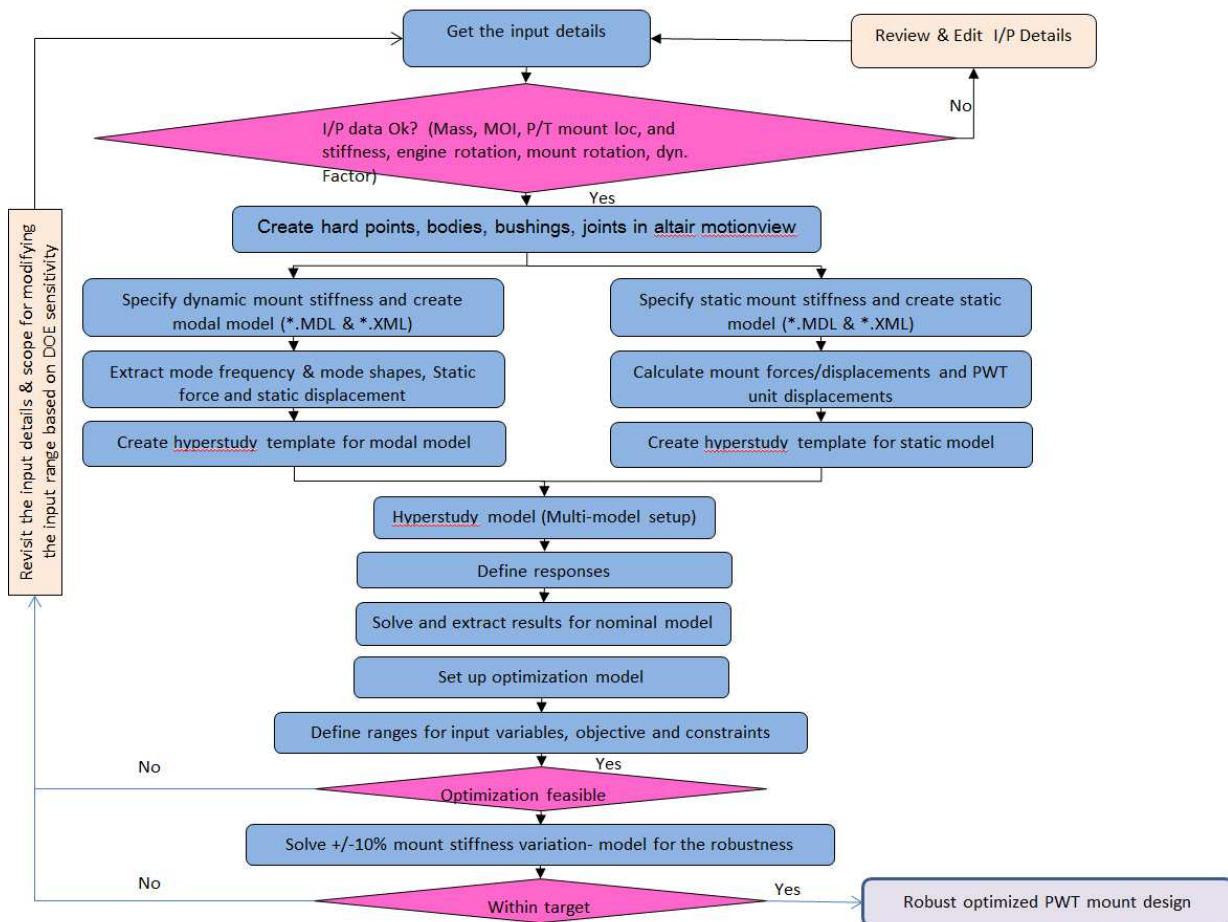 Get the input details
Review & Edit I/P Details
No
I/P data Ok? (Mass, MOI, P/T mount loc, and
stiffness, engine rotation, mount rotation, dyn.
Factor)
Yes
Create hard points, bodies, bushings, joints in altair motionview
Specify dynamic mount stiffness and create
modal model (*.MDL & *.XML)
Specify static mount stiffness and create static
model (*.MDL & *.XML)
Extract mode frequency & mode shapes, Static
force and static displacement
Calculate mount forces/displacements and PWT
unit displacements
Create hyperstudy template for modal model
Create hyperstudy template for static model
Revisit the input details & scope for modifying
the input range based on DOE sensitivity
Hyperstudy model (Multi-model setup)
Define responses
Solve and extract results for nominal model
Set up optimization model
Define ranges for input variables, objective and constraints
No
Yes
Optimization feasible
Solve +/-10% mount stiffness variation- model for the robustness
No
Within target
Yes
Robust optimized PWT mount design